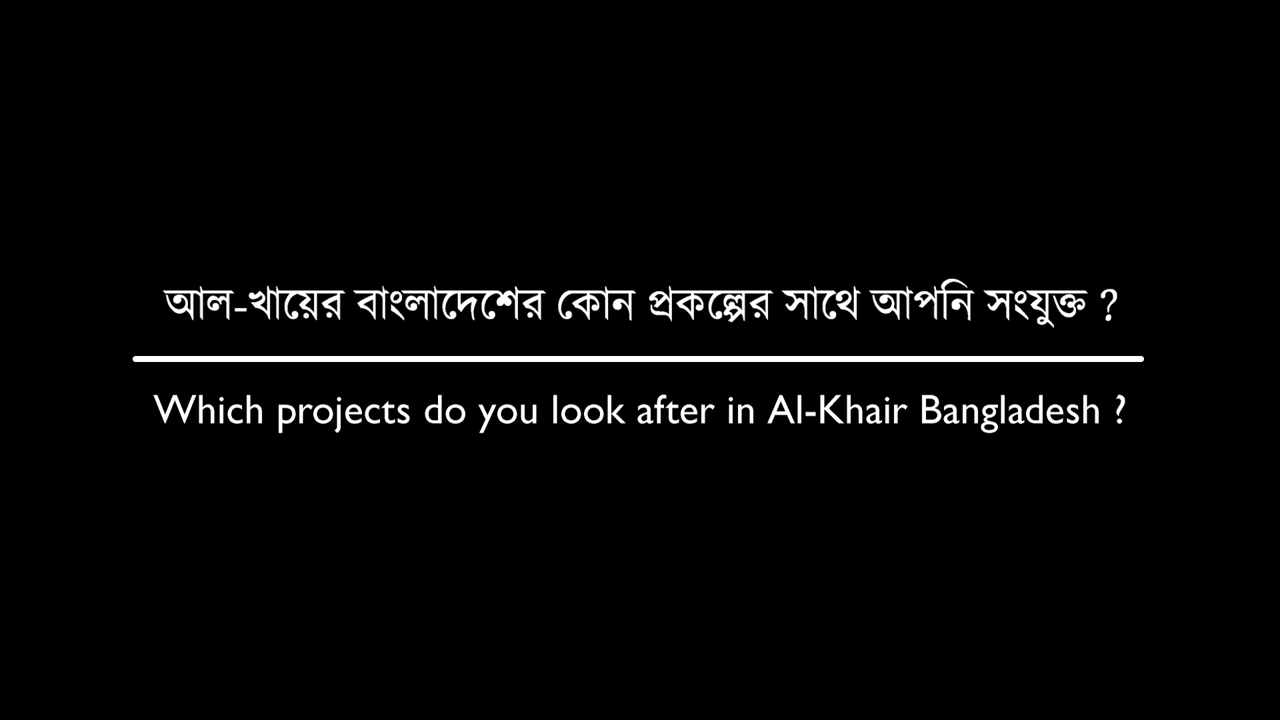 আল-খায়ের বাংলাদেশের কোন প্রকল্পের সাথে আপনি সংযুক্ত ?
Which projects do you look after in Al-Khair Bangladesh ?